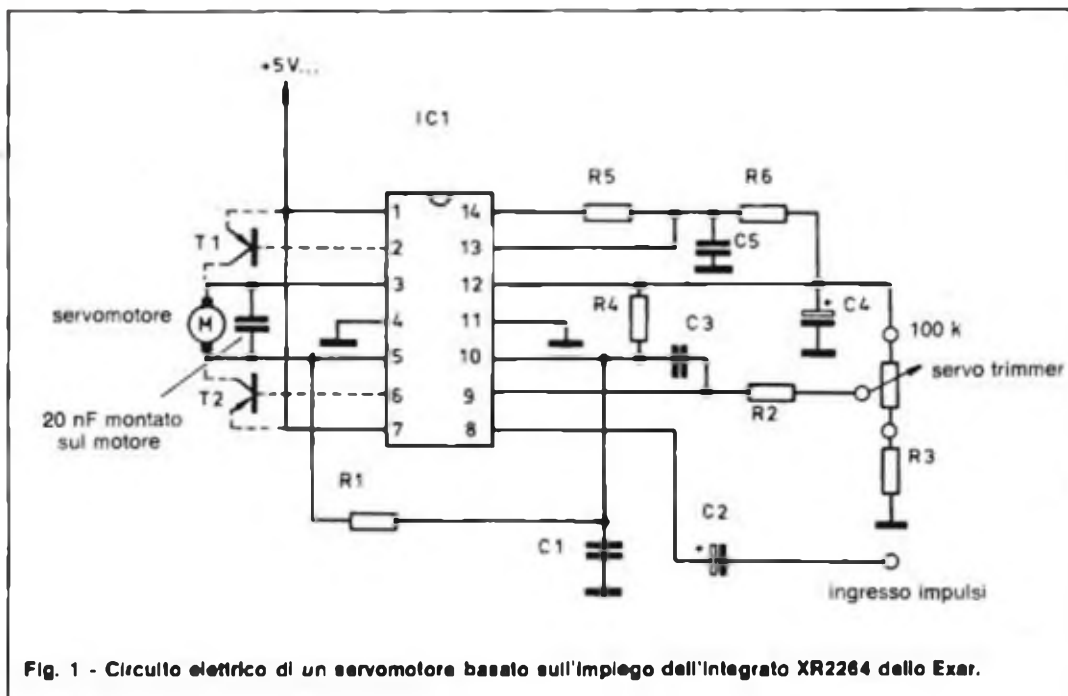 +5V...
IC1
R5
R6
1
14
T1
2
13
C5
3
12
C4
+
servomotore
M
R4
C3
100 k
4
11
servo trimmer
5
10
T2
6
9
R2
20 nF montato
sul motore
7
8
R3
R1
C2
+
C1
ingresso impulsi
Fig. 1 - Circuito elettrico di un servomotore basato sull'impiego dell'integrato XR2264 dello Exar.